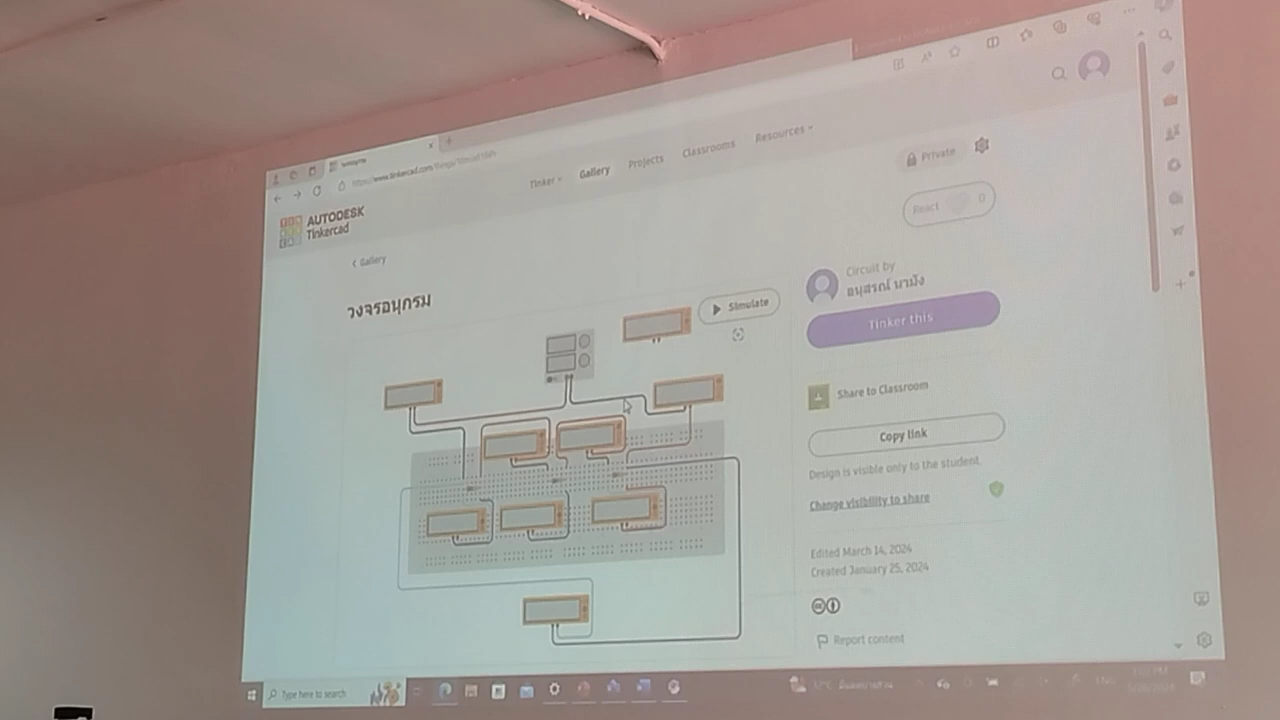 Tinker
Gallery
Projects
Classrooms
Resources
Private
AUTODESK
Tinkercad
React 0
Gallery
Circuit by
อนุสรณ์ นามัง
วงจรอนุกรม
Simulate
Tinker this
Share to Classroom
Copy link
Design is visible only to the student.
Change visibility to share
Edited March 14, 2024
Created January 25, 2024
Report content
Type here to search